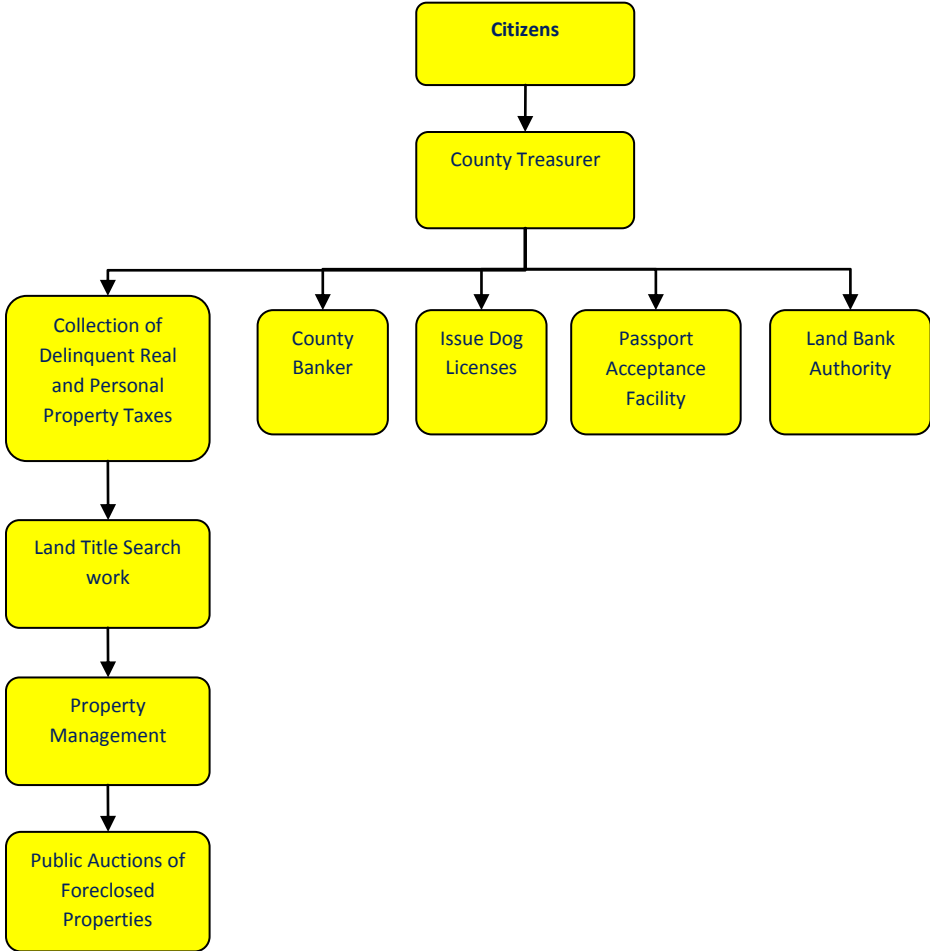 Citizens
County Treasurer
Collection of
Delinquent Real
and Personal
Property Taxes
County
Banker
Issue Dog
Licenses
Passport
Acceptance
Facility
Land Bank
Authority
Land Title Search
work
Property
Management
Public Auctions of
Foreclosed
Properties